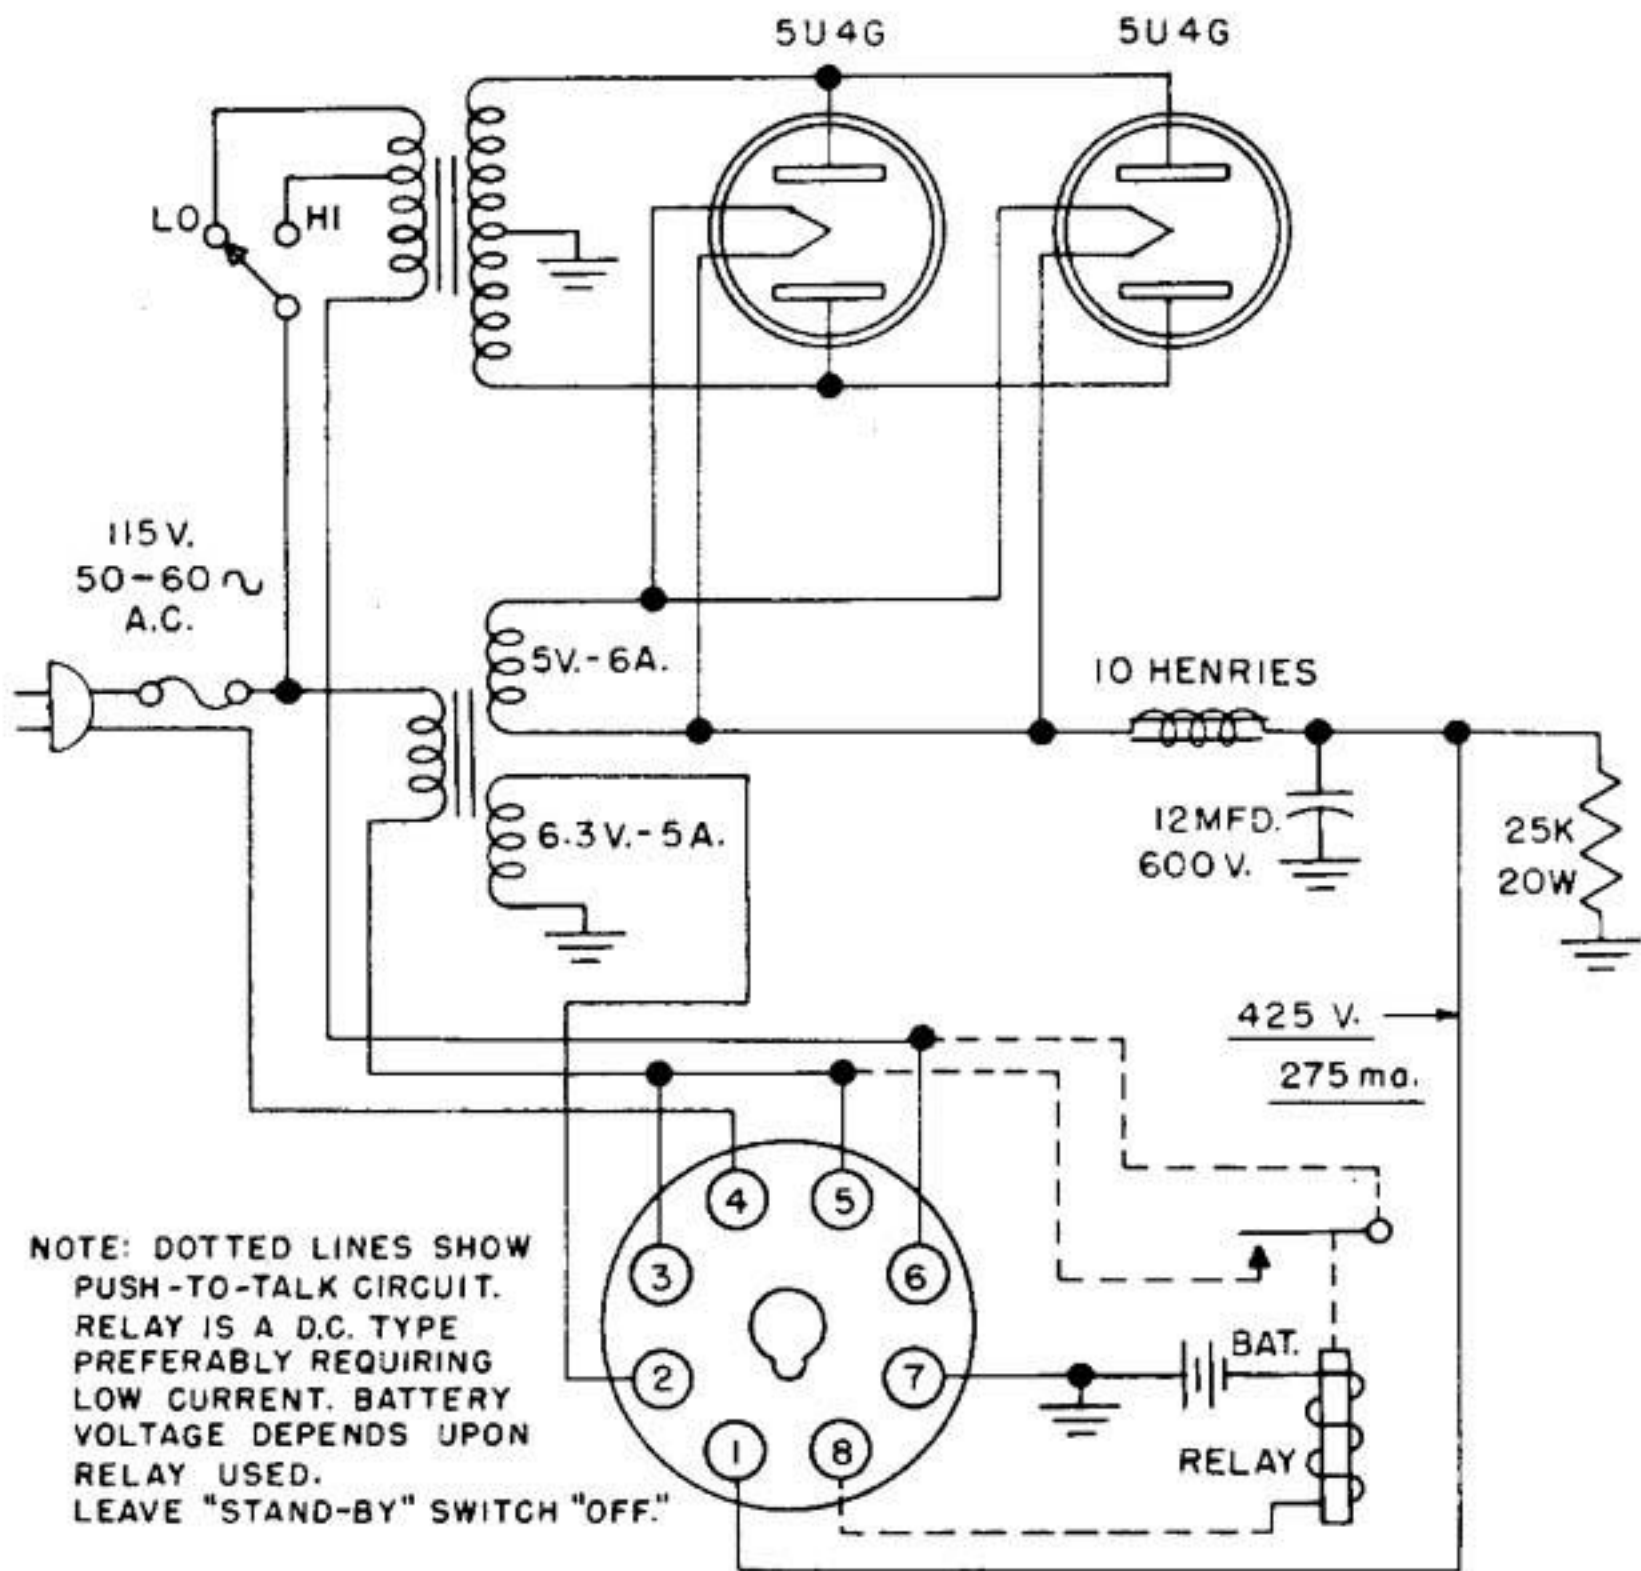 5U4G
5U4G
LO
HI
115 V.
50-60 ~
A.C.
5V.-6A.
10 HENRIES
6.3 V.-5 A.
12 MFD.
600 V.
25K
20W
425 V.
275 ma.
4
5
3
6
2
7
1
8
BAT.
RELAY
NOTE: DOTTED LINES SHOW
PUSH-TO-TALK CIRCUIT.
RELAY IS A D.C. TYPE
PREFERABLY REQUIRING
LOW CURRENT. BATTERY
VOLTAGE DEPENDS UPON
RELAY USED.
LEAVE "STAND-BY" SWITCH "OFF."